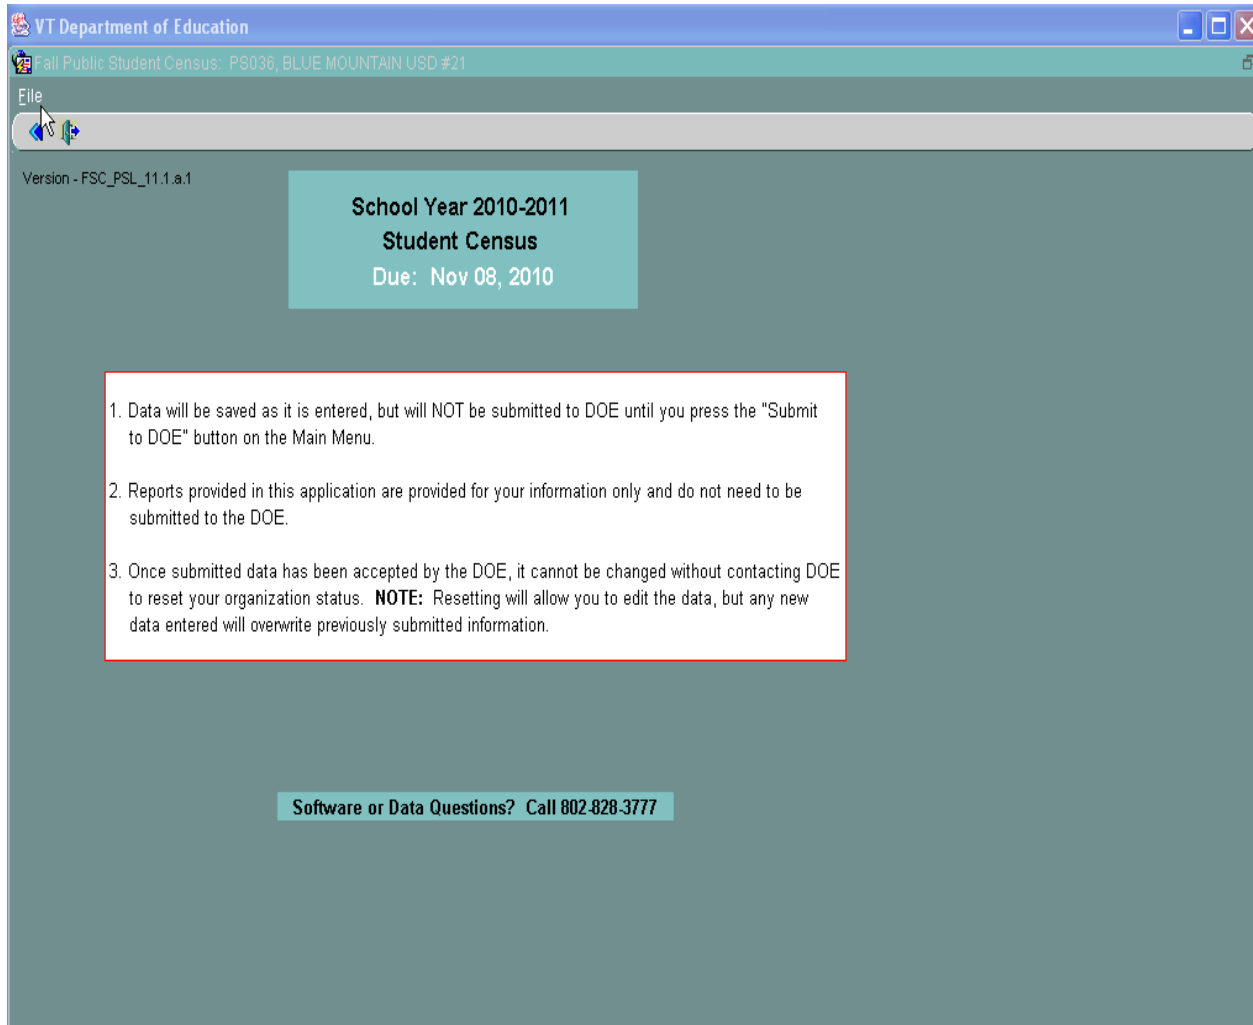 VT Department of Education
Fall Public Student Census: PS036, BLUE MOUNTAIN USD #21
File
Version - FSC_PSL_11.1.a.1
School Year 2010-2011
Student Census
Due: Nov 08, 2010
1. Data will be saved as it is entered, but will NOT be submitted to DOE until you press the "Submit
to DOE" button on the Main Menu.
2. Reports provided in this application are provided for your information only and do not need to be
submitted to the DOE.
3. Once submitted data has been accepted by the DOE, it cannot be changed without contacting DOE
to reset your organization status. NOTE: Resetting will allow you to edit the data, but any new
data entered will overwrite previously submitted information.
Software or Data Questions? Call 802-828-3777